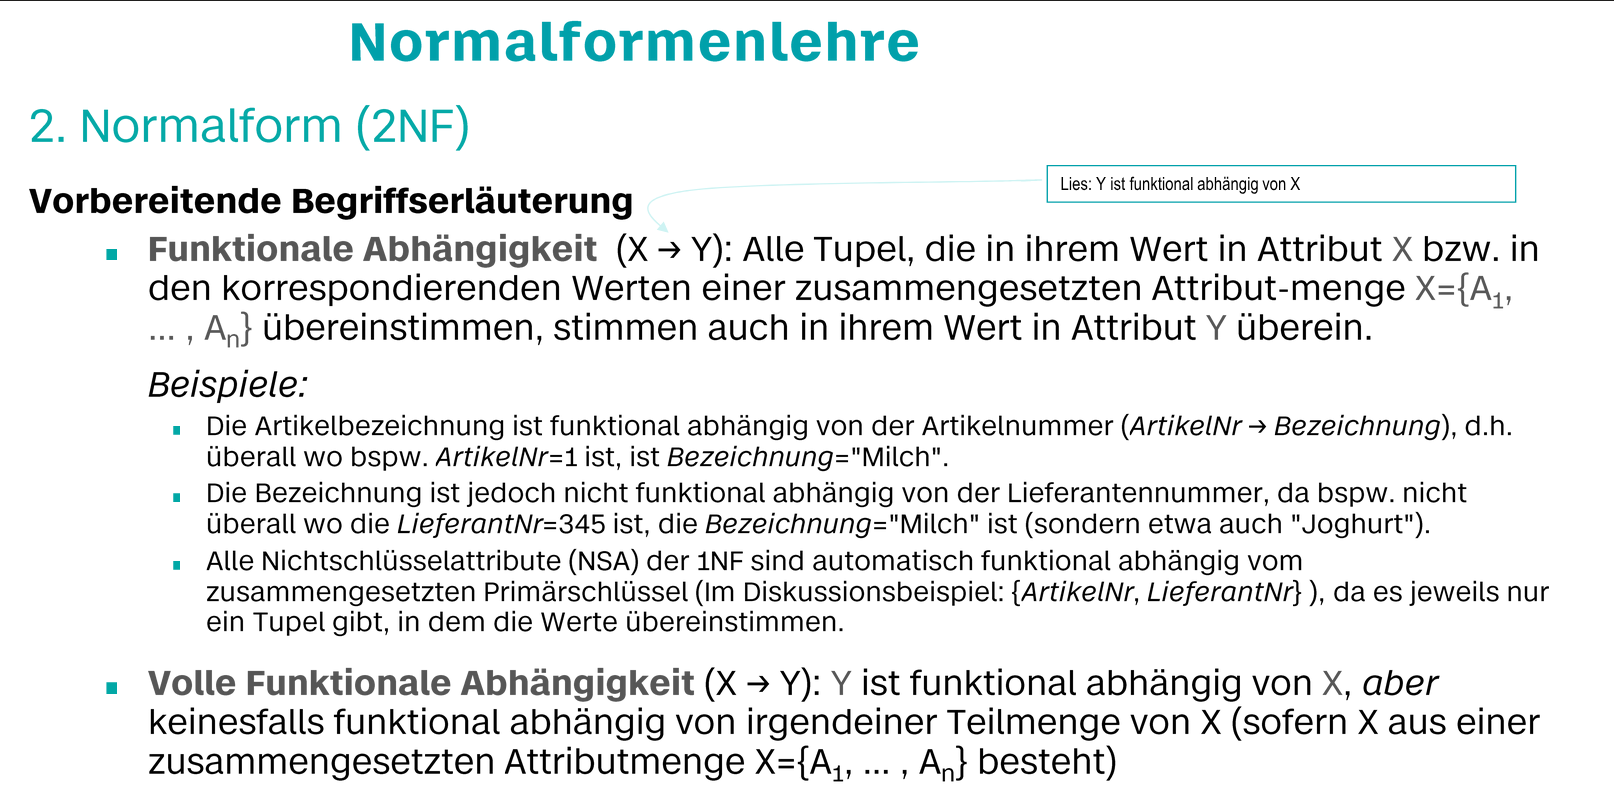 Normalformenlehre
2. Normalform (2NF)
Lies: Y ist funktional abhängig von X
Vorbereitende Begriffserläuterung
Funktionale Abhängigkeit (X → Y): Alle Tupel, die in ihrem Wert in Attribut X bzw. in
den korrespondierenden Werten einer zusammengesetzten Attribut-menge X={A₁,
… , Aₙ} übereinstimmen, stimmen auch in ihrem Wert in Attribut Y überein.
Beispiele:
Die Artikelbezeichnung ist funktional abhängig von der Artikelnummer (ArtikelNr → Bezeichnung), d.h.
überall wo bspw. ArtikelNr=1 ist, ist Bezeichnung="Milch".
Die Bezeichnung ist jedoch nicht funktional abhängig von der Lieferantennummer, da bspw. nicht
überall wo die LieferantNr=345 ist, die Bezeichnung="Milch" ist (sondern etwa auch "Joghurt").
Alle Nichtschlüsselattribute (NSA) der 1NF sind automatisch funktional abhängig vom
zusammengesetzten Primärschlüssel (Im Diskussionsbeispiel: {ArtikelNr, LieferantNr} ), da es jeweils nur
ein Tupel gibt, in dem die Werte übereinstimmen.
Volle Funktionale Abhängigkeit (X → Y): Y ist funktional abhängig von X, aber
keinesfalls funktional abhängig von irgendeiner Teilmenge von X (sofern X aus einer
zusammengesetzten Attributmenge X={A₁, … , Aₙ} besteht)